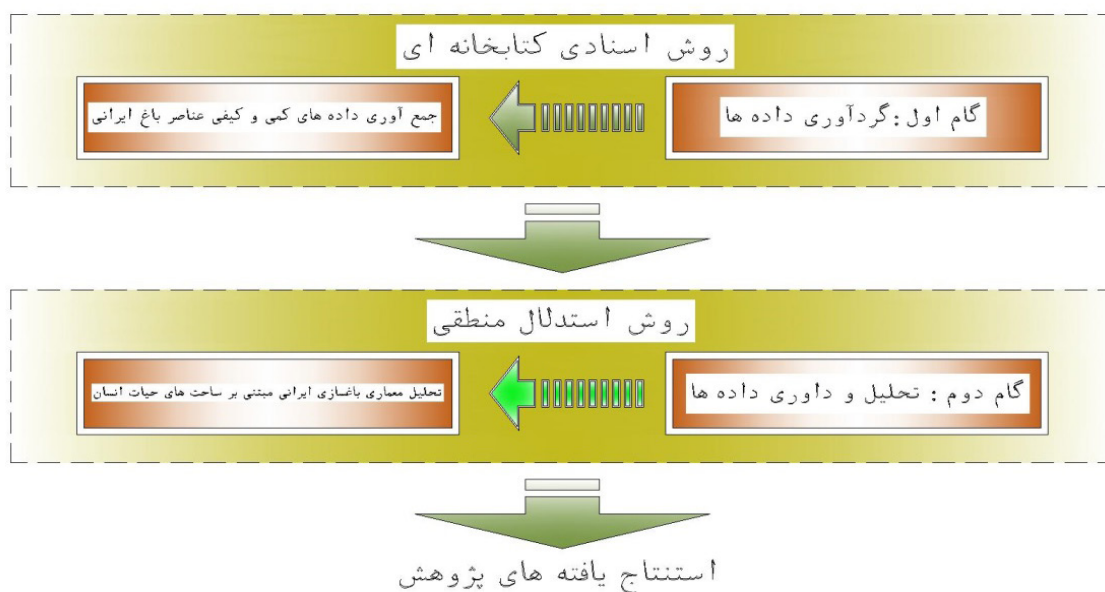 روش اسنادی کتابخانه ای
گام اول:گردآوری داده ها
جمع آوری داده های کمی و کیفی عناصر باغ ایرانی
روش استدلال منطقی
گام دوم : تحلیل و داوری داده ها
تحلیل معماری باغسازی ایرانی مبتنی بر ساحت های حیات انسان
استنتاج یافته های پژوهش